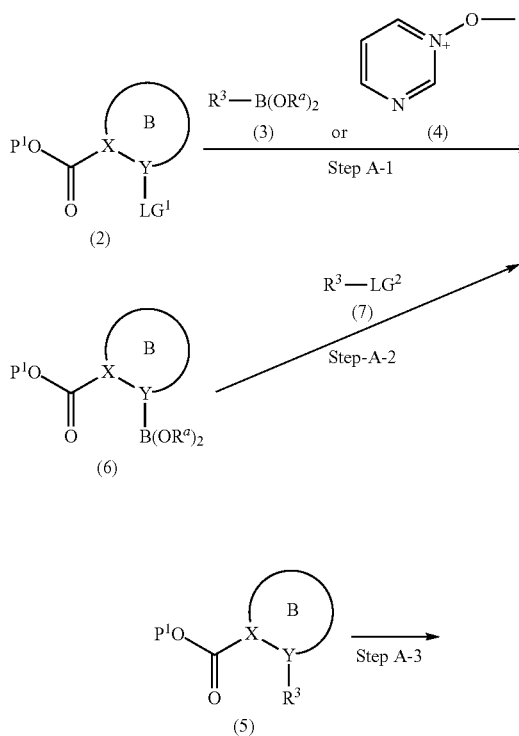 R³—B(ORᵃ)₂
(3) or (4)
N+ O
N
Step A-1
P¹O X B
Y
O LG¹
(2)
R³—LG²
(7)
Step-A-2
P¹O X B
Y
O B(ORᵃ)₂
(6)
P¹O X B
Y
O R³
(5)
Step A-3